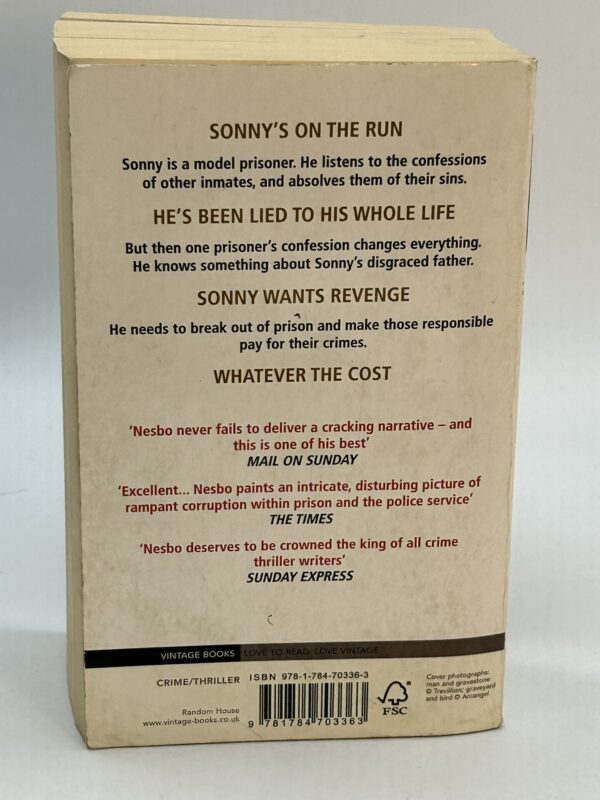 SONNY'S ON THE RUN
Sonny is a model prisoner. He listens to the confessions
of other inmates, and absolves them of their sins.
HE'S BEEN LIED TO HIS WHOLE LIFE
But then one prisoner's confession changes everything.
He knows something about Sonny's disgraced father.
SONNY WANTS REVENGE
He needs to break out of prison and make those responsible
pay for their crimes.
WHATEVER THE COST
'Nesbo never fails to deliver a cracking narrative – and
this is one of his best'
MAIL ON SUNDAY
'Excellent... Nesbo paints an intricate, disturbing picture of
rampant corruption within prison and the police service'
THE TIMES
'Nesbo deserves to be crowned the king of all crime
thriller writers'
SUNDAY EXPRESS
VINTAGE BOOKS LOVE TO READ, LOVE VINTAGE
CRIME/THRILLER
Random House
www.vintage-books.co.uk
ISBN 978-1-784-70336-3
9 781784 703363
FSC
Cover photographs:
man and gravestone
© Trevillion; graveyard
and bird © Arcangel